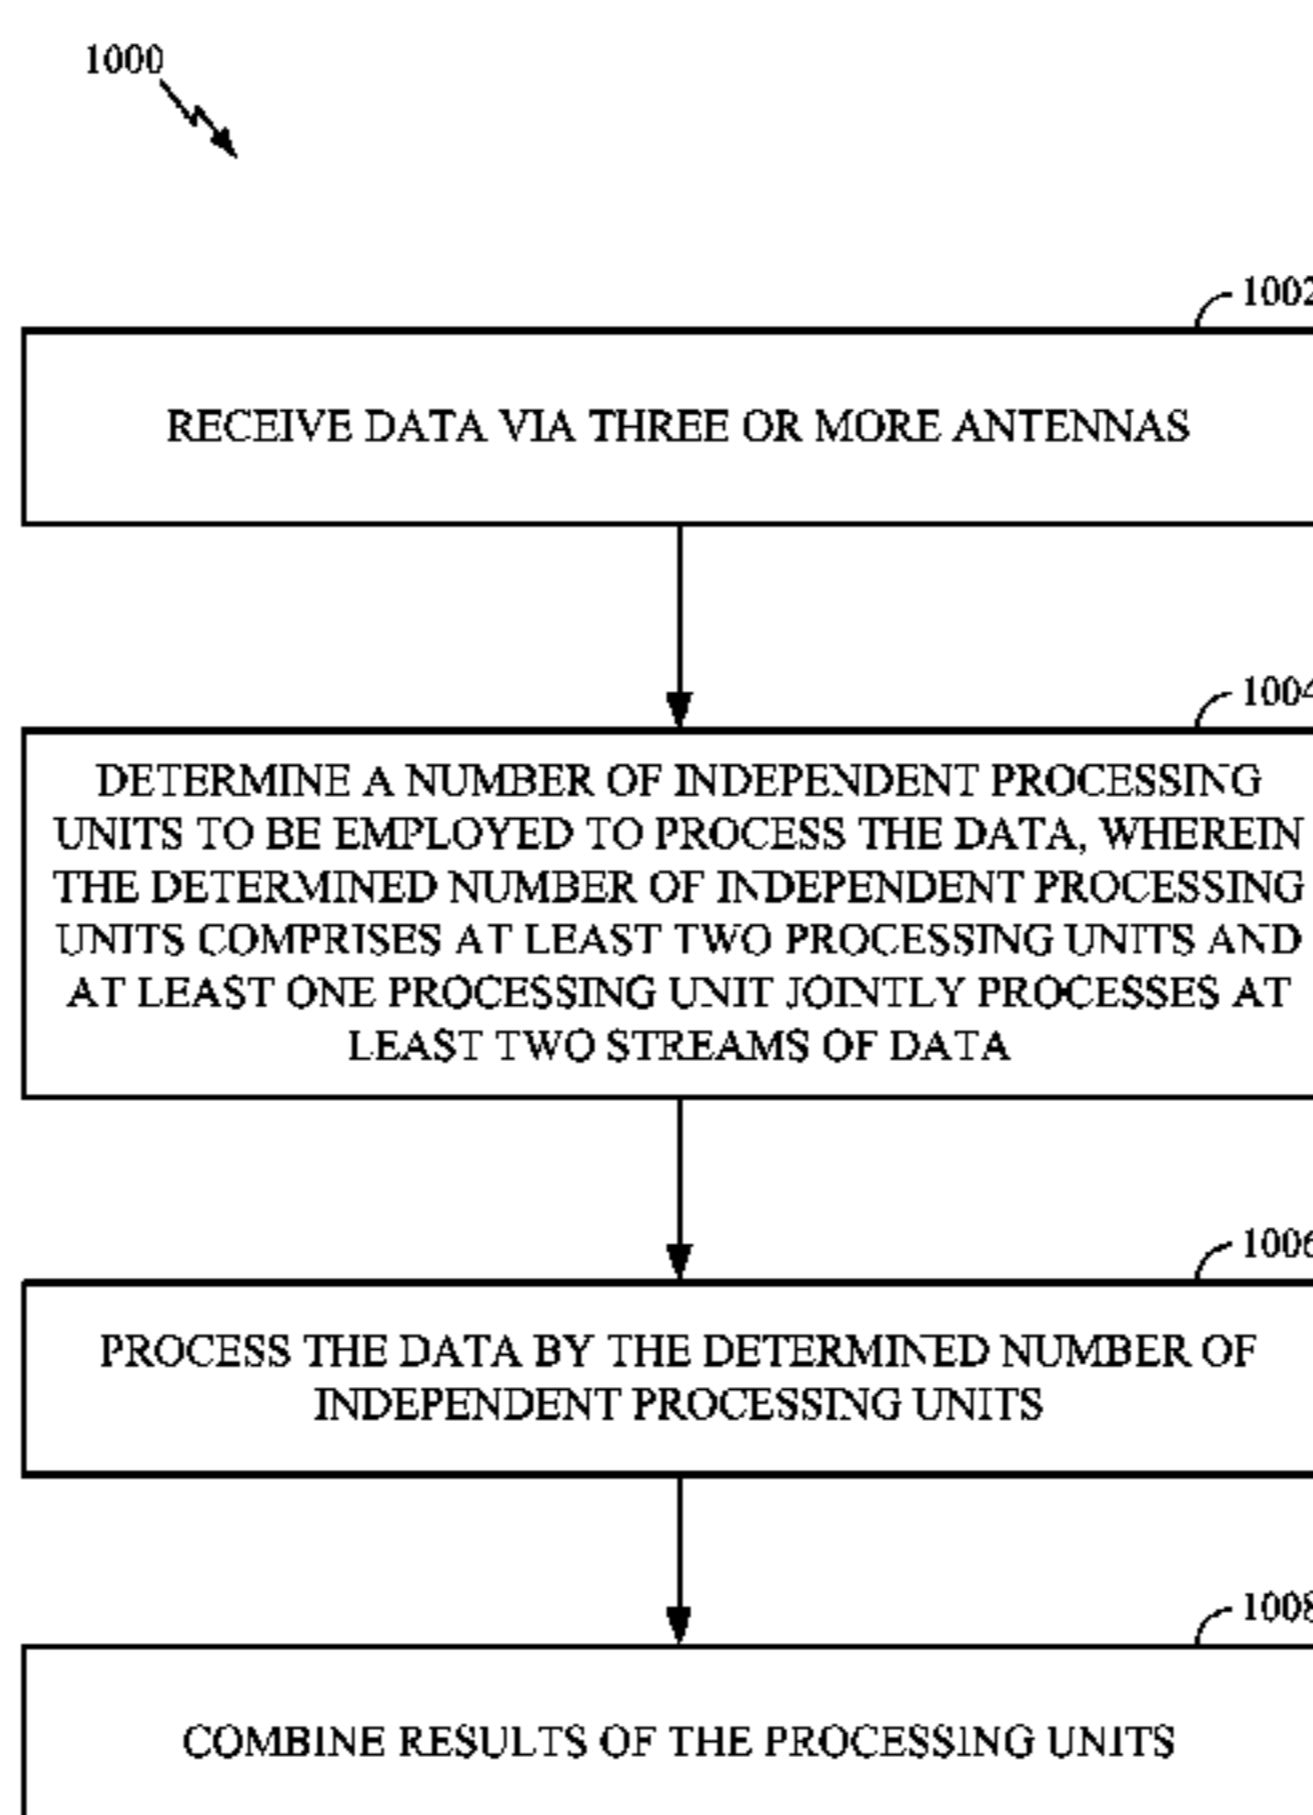 1000
1002
RECEIVE DATA VIA THREE OR MORE ANTENNAS
1004
DETERMINE A NUMBER OF INDEPENDENT PROCESSING
UNITS TO BE EMPLOYED TO PROCESS THE DATA, WHEREIN
THE DETERMINED NUMBER OF INDEPENDENT PROCESSING
UNITS COMPRISES AT LEAST TWO PROCESSING UNITS AND
AT LEAST ONE PROCESSING UNIT JOINTLY PROCESSES AT
LEAST TWO STREAMS OF DATA
1006
PROCESS THE DATA BY THE DETERMINED NUMBER OF
INDEPENDENT PROCESSING UNITS
1008
COMBINE RESULTS OF THE PROCESSING UNITS